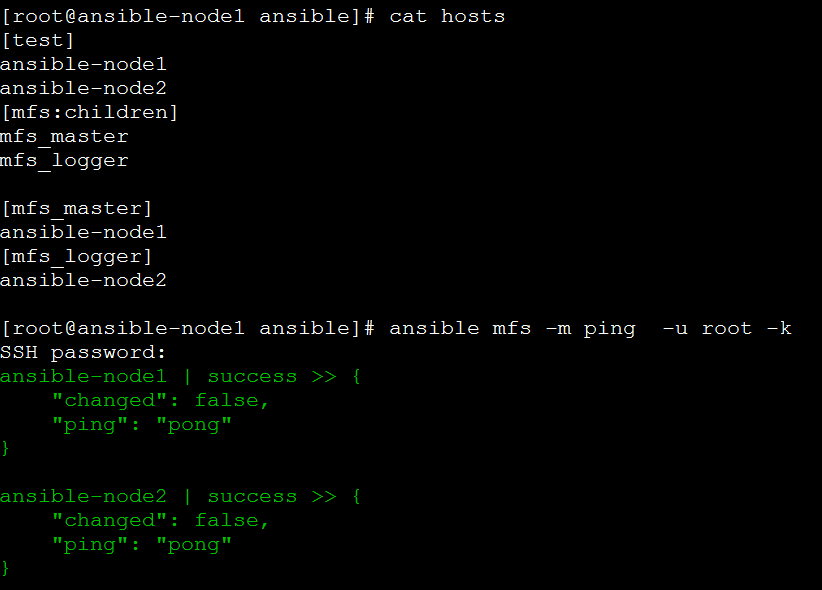 [root@ansible-node1 ansible]# cat hosts
[test]
ansible-node1
ansible-node2
[mfs:children]
mfs_master
mfs_logger

[mfs_master]
ansible-node1
[mfs_logger]
ansible-node2

[root@ansible-node1 ansible]# ansible mfs -m ping  -u root -k
SSH password:
ansible-node1 | success >> {
    "changed": false,
    "ping": "pong"
}

ansible-node2 | success >> {
    "changed": false,
    "ping": "pong"
}